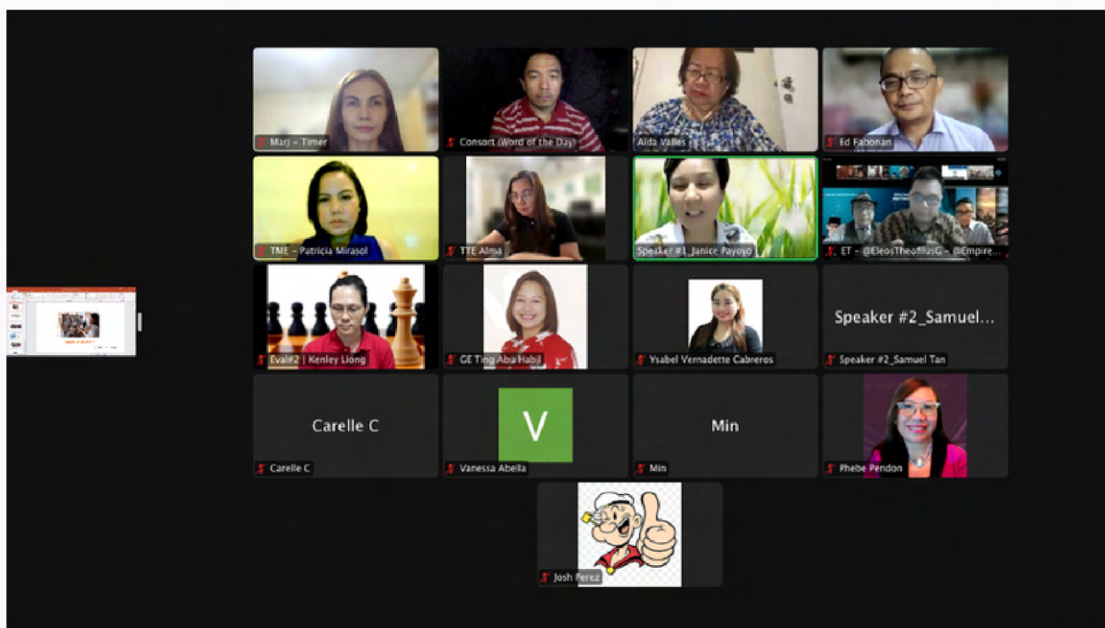 Marj - Timer
Consort (Word of the Day)
Aida Valles
Ed Fabonan
TME - Patricia Mirasol
TTE Alma
Speaker #1_Janice Payoyo
ET - @EleosTheofilusG - @Empire...
Eval#2 | Kenley Liong
GE Ting Abu Habil
Ysabel Vernadette Cabreros
Speaker #2_Samuel...
Speaker #2_Samuel Tan
Carelle C
Carelle C
V
Vanessa Abella
Min
Min
Phebe Pendon
Josh Perez